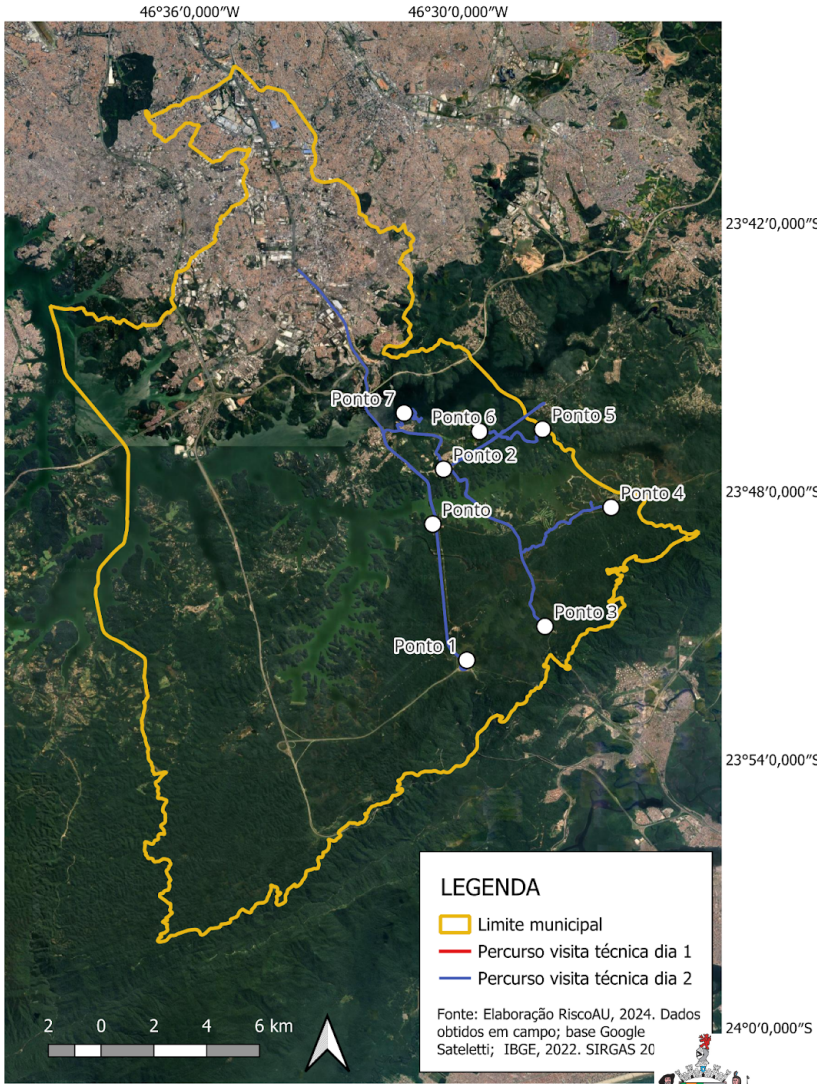 46°36′0,000″W
46°30′0,000″W
23°42′0,000″S
Ponto 7
Ponto 6
Ponto 5
Ponto 2
23°48′0,000″S
Ponto 4
Ponto
Ponto 3
Ponto 1
23°54′0,000″S
LEGENDA
Limite municipal
Percurso visita técnica dia 1
Percurso visita técnica dia 2
Fonte: Elaboração RiscoAU, 2024. Dados
obtidos em campo; base Google
Sateletti; IBGE, 2022. SIRGAS 20
2 0 2 4 6 km
24°0′0,000″S